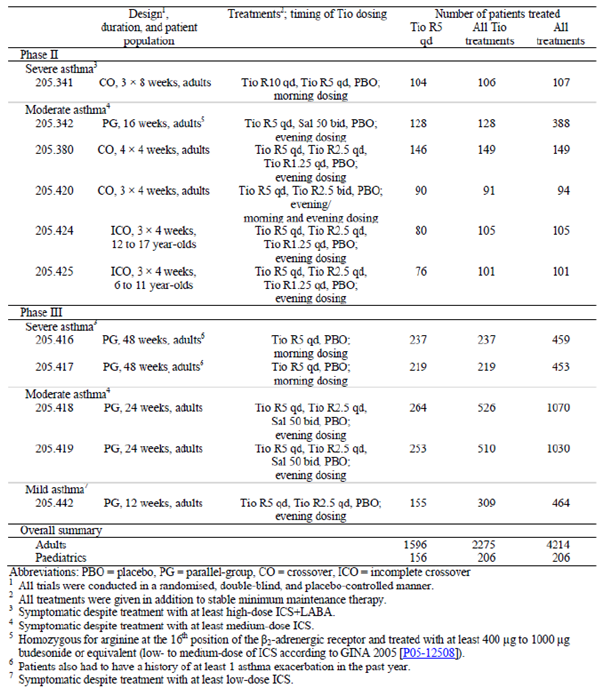 Design1, duration, and patient population Treatments2; timing of Tio dosing Number of patients treated
Tio R5 qd All Tio treatments All treatments
Phase II
Severe asthma3
205.341 CO, 3 × 8 weeks, adults Tio R10 qd, Tio R5 qd, PBO; 104 106 107
morning dosing
Moderate asthma4
205.342 PG, 16 weeks, adults5 Tio R5 qd, Sal 50 bid, PBO; 128 128 388
evening dosing
205.380 CO, 4 × 4 weeks, adults Tio R5 qd, Tio R2.5 qd, 146 149 149
Tio R1.25 qd, PBO;
evening dosing
205.420 CO, 3 × 4 weeks, adults Tio R5 qd, Tio R2.5 bid, PBO; 90 91 94
evening/
morning and evening dosing
205.424 ICO, 3 × 4 weeks, Tio R5 qd, Tio R2.5 qd, 80 105 105
12 to 17 year-olds Tio R1.25 qd, PBO;
evening dosing
205.425 ICO, 3 × 4 weeks, Tio R5 qd, Tio R2.5 qd, 76 101 101
6 to 11 year-olds Tio R1.25 qd, PBO;
evening dosing
Phase III
Severe asthma3
205.416 PG, 48 weeks, adults6 Tio R5 qd, PBO; 237 237 459
morning dosing
205.417 PG, 48 weeks, adults6 Tio R5 qd, PBO; 219 219 453
morning dosing
Moderate asthma4
205.418 PG, 24 weeks, adults Tio R5 qd, Tio R2.5 qd, 264 526 1070
Sal 50 bid, PBO;
evening dosing
205.419 PG, 24 weeks, adults Tio R5 qd, Tio R2.5 qd, 253 510 1030
Sal 50 bid, PBO;
evening dosing
Mild asthma7
205.442 PG, 12 weeks, adults Tio R5 qd, Tio R2.5 qd, PBO; 155 309 464
evening dosing
Overall summary
Adults 1596 2275 4214
Paediatrics 156 206 206
Abbreviations: PBO = placebo, PG = parallel-group, CO = crossover, ICO = incomplete crossover
1 All trials were conducted in a randomised, double-blind, and placebo-controlled manner.
2 All treatments were given in addition to stable minimum maintenance therapy.
3 Symptomatic despite treatment with at least high-dose ICS+LABA.
4 Symptomatic despite treatment with at least medium-dose ICS.
5 Homozygous for arginine at the 16th position of the β2-adrenergic receptor and treated with at least 400 µg to 1000 µg
budesonide or equivalent (low- to medium-dose of ICS according to GINA 2005 [P05-12508]).
6 Patients also had to have a history of at least 1 asthma exacerbation in the past year.
7 Symptomatic despite treatment with at least low-dose ICS.